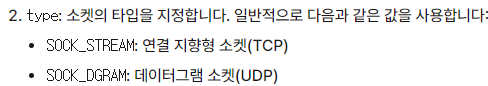 2. type: 소켓의 타입을 지정합니다. 일반적으로 다음과 같은 값을 사용합니다:
• SOCK_STREAM: 연결 지향형 소켓(TCP)
• SOCK_DGRAM: 데이터그램 소켓(UDP)